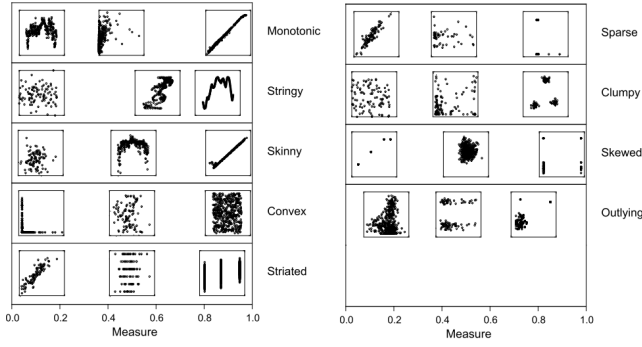 Monotonic
Stringy
Skinny
Convex
Striated
0.0 0.2 0.4 0.6 0.8 1.0
Measure
Sparse
Clumpy
Skewed
Outlying
0.0 0.2 0.4 0.6 0.8 1.0
Measure